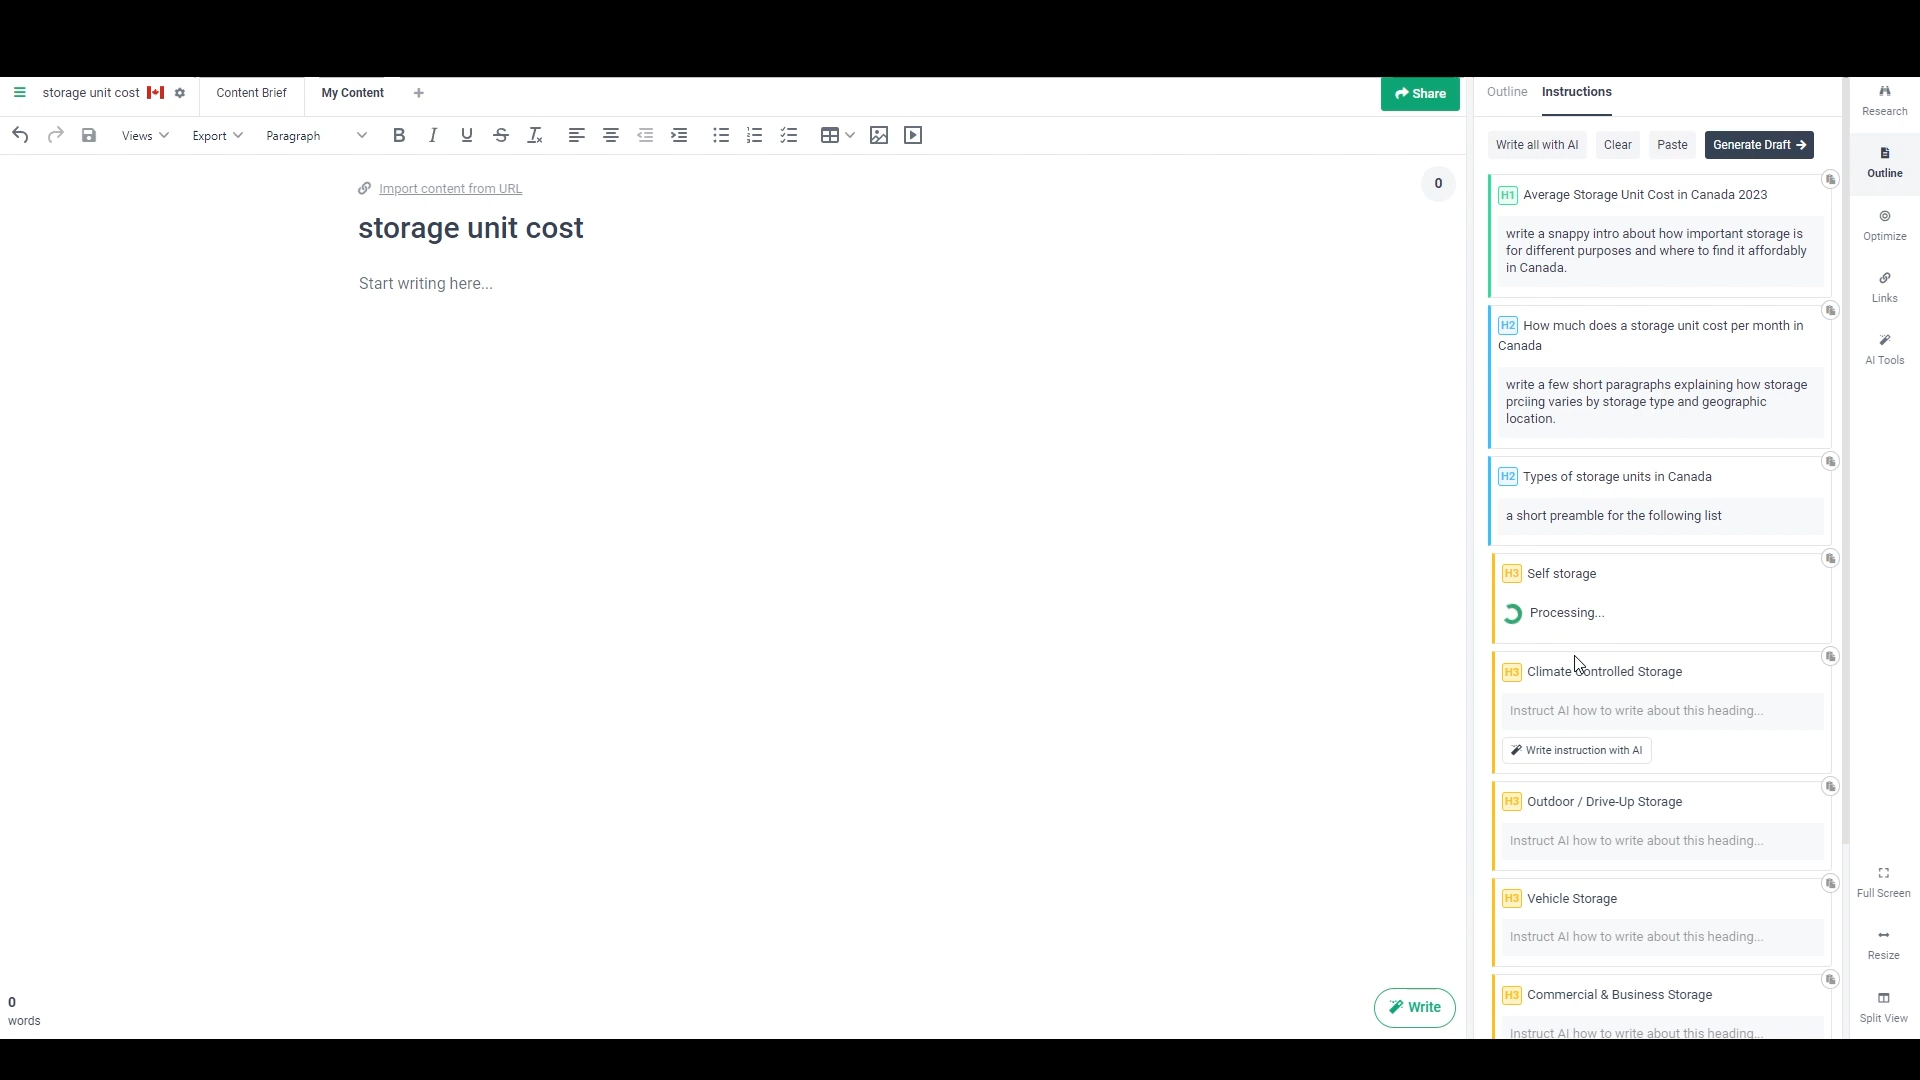 storage unit cost
Content Brief
My Content
Share
Views
Export
Paragraph
Import content from URL
0
storage unit cost
Start writing here...
0
words
Write
Outline
Instructions
Write all with AI
Clear
Paste
Generate Draft
H1 Average Storage Unit Cost in Canada 2023
write a snappy intro about how important storage is
for different purposes and where to find it affordably
in Canada.
H2 How much does a storage unit cost per month in
Canada
write a few short paragraphs explaining how storage
prciing varies by storage type and geographic
location.
H2 Types of storage units in Canada
a short preamble for the following list
H3 Self storage
Processing...
H3 Climate Controlled Storage
Instruct AI how to write about this heading...
Write instruction with AI
H3 Outdoor / Drive-Up Storage
Instruct AI how to write about this heading...
H3 Vehicle Storage
Instruct AI how to write about this heading...
H3 Commercial & Business Storage
Instruct AI how to write about this heading...
Research
Outline
Optimize
Links
AI Tools
Full Screen
Resize
Split View